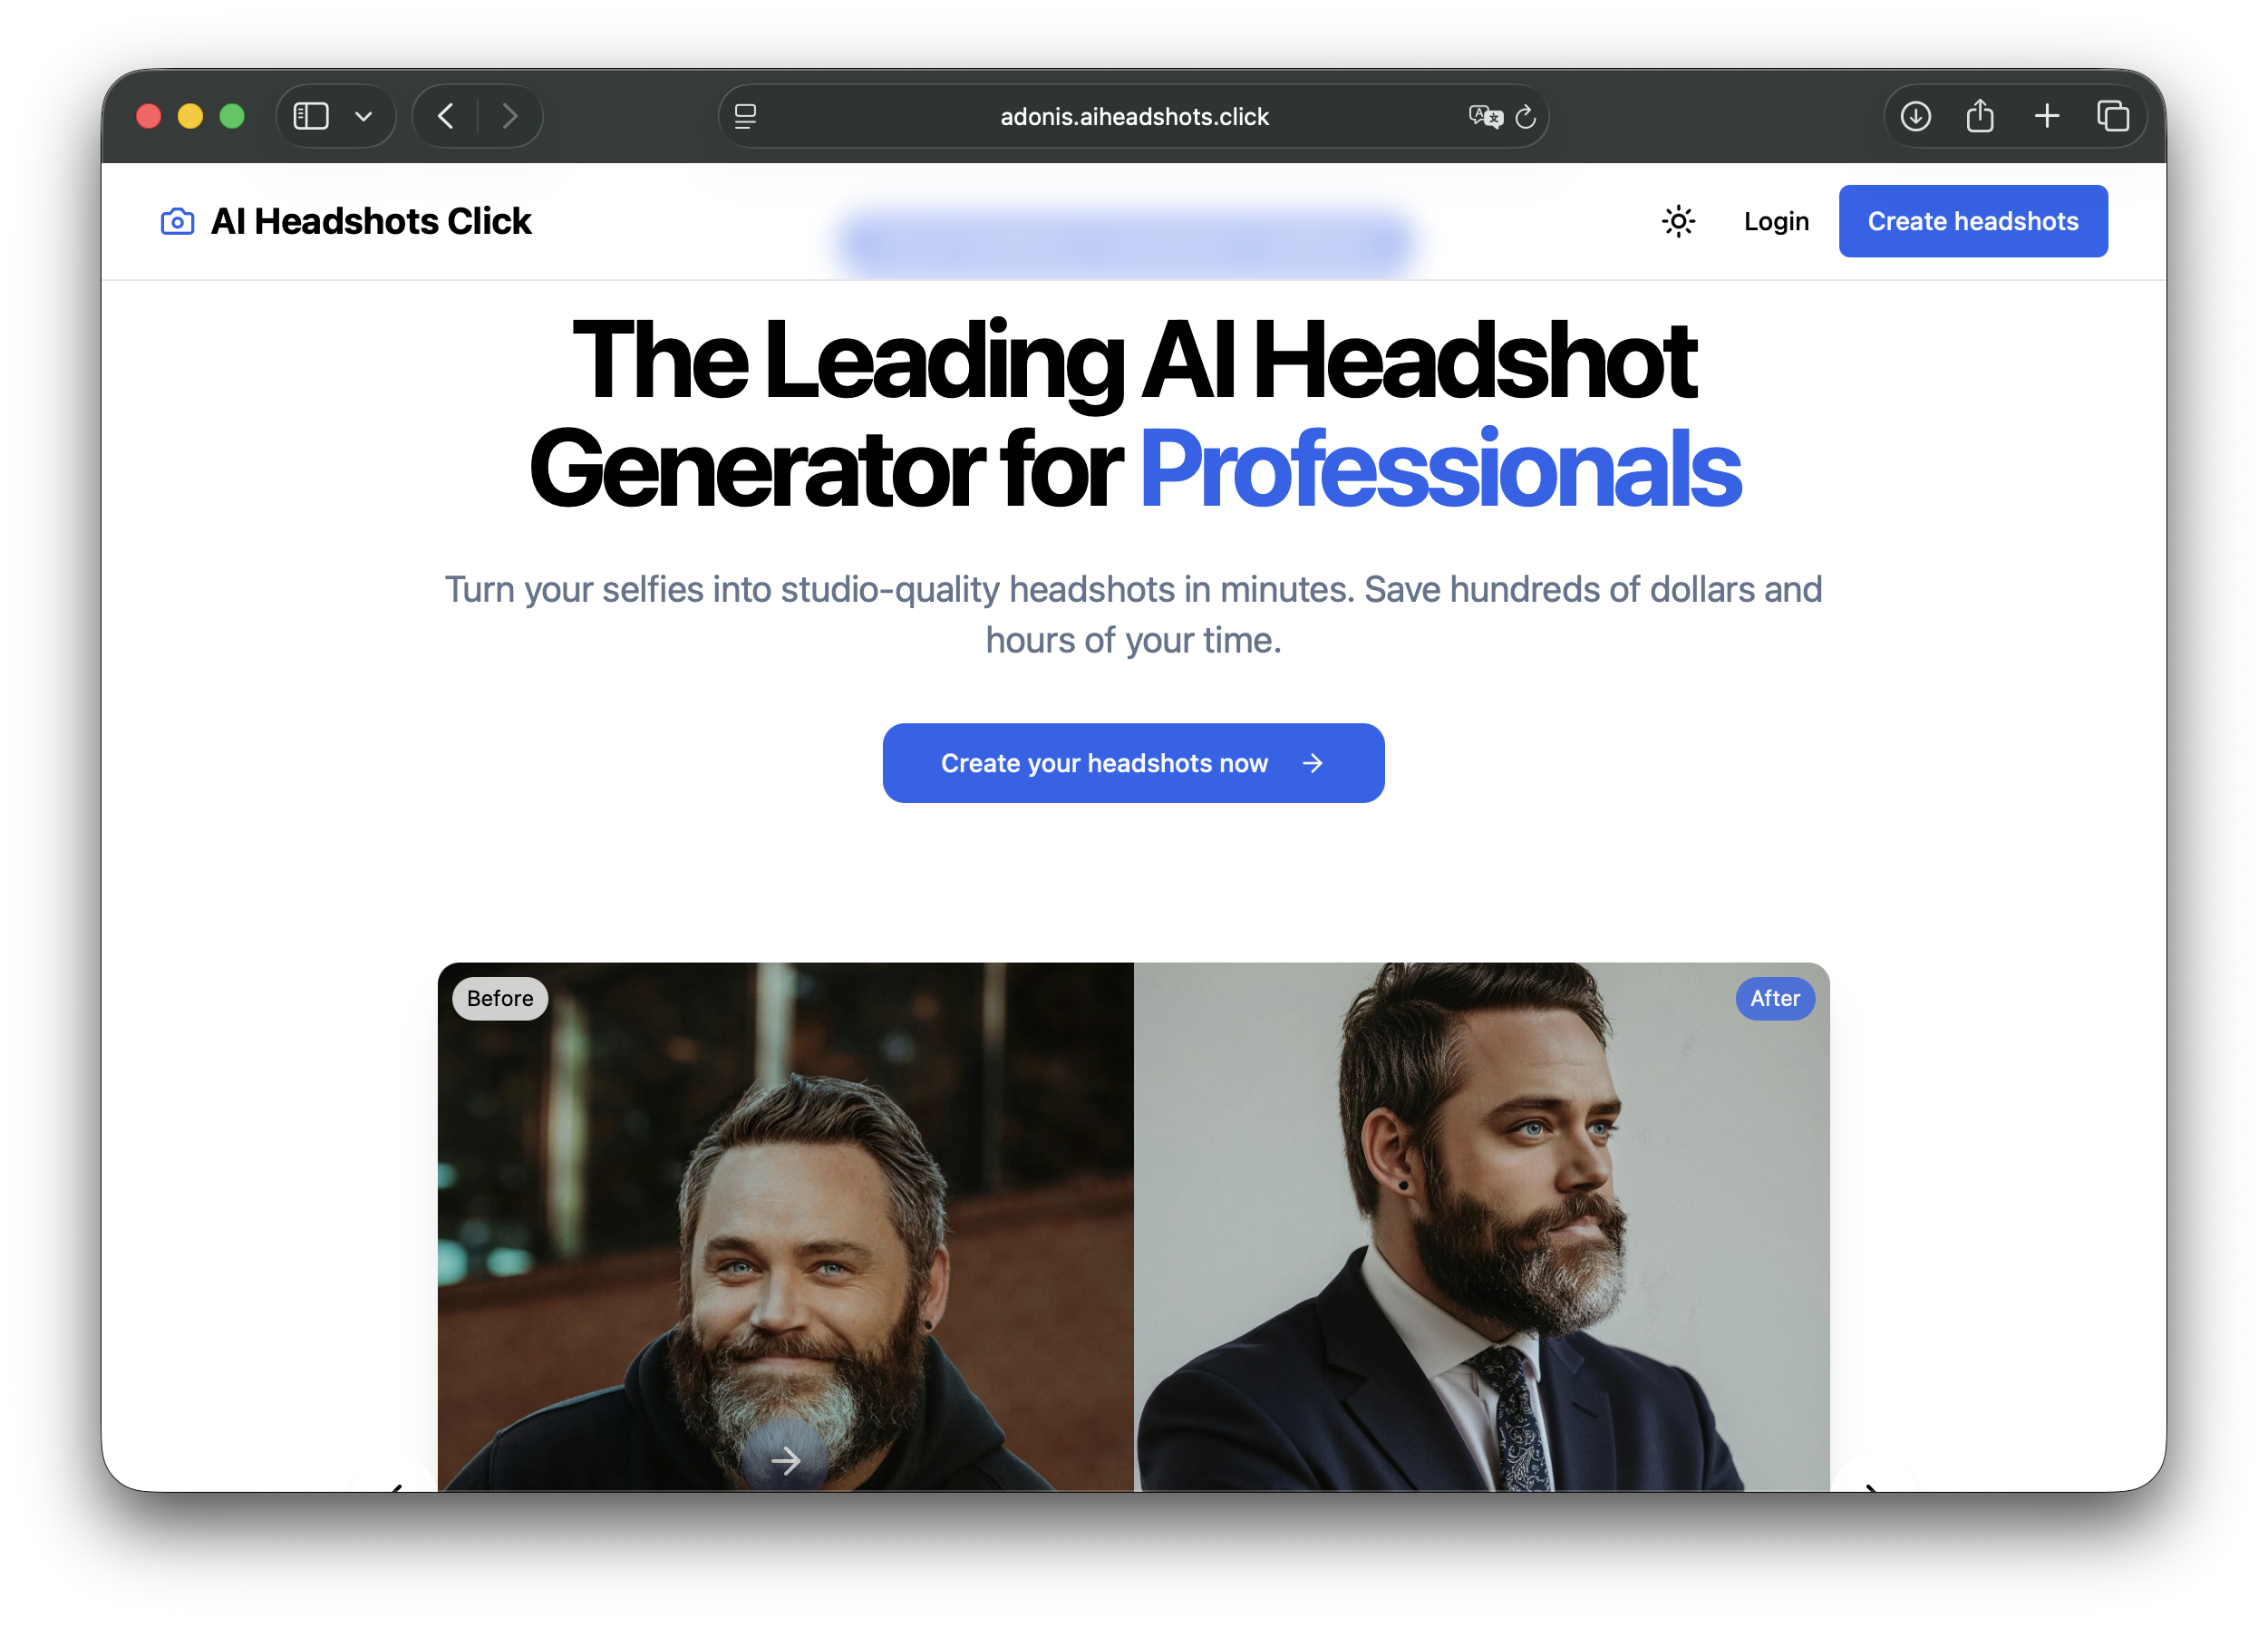 adonis.aiheadshots.click
AI Headshots Click
Login
Create headshots
The Leading AI Headshot
Generator for Professionals
Turn your selfies into studio-quality headshots in minutes. Save hundreds of dollars and
hours of your time.
Create your headshots now
Before
After